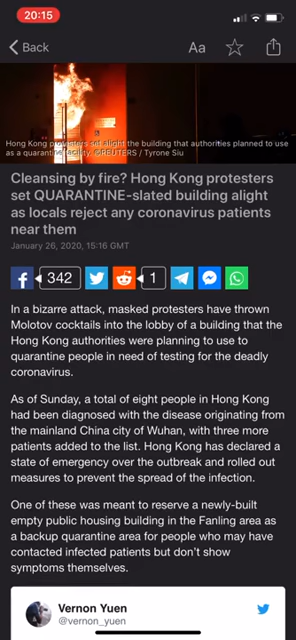 20:15
Back
Aa
Hong Kong protesters set alight the building that authorities planned to use
as a quarantine facility. ©REUTERS / Tyrone Siu
Cleansing by fire? Hong Kong protesters
set QUARANTINE-slated building alight
as locals reject any coronavirus patients
near them
January 26, 2020, 15:16 GMT
342
1
In a bizarre attack, masked protesters have thrown
Molotov cocktails into the lobby of a building that the
Hong Kong authorities were planning to use to
quarantine people in need of testing for the deadly
coronavirus.
As of Sunday, a total of eight people in Hong Kong
had been diagnosed with the disease originating from
the mainland China city of Wuhan, with three more
patients added to the list. Hong Kong has declared a
state of emergency over the outbreak and rolled out
measures to prevent the spread of the infection.
One of these was meant to reserve a newly-built
empty public housing building in the Fanling area as
a backup quarantine area for people who may have
contacted infected patients but don't show
symptoms themselves.
Vernon Yuen
@vernon_yuen